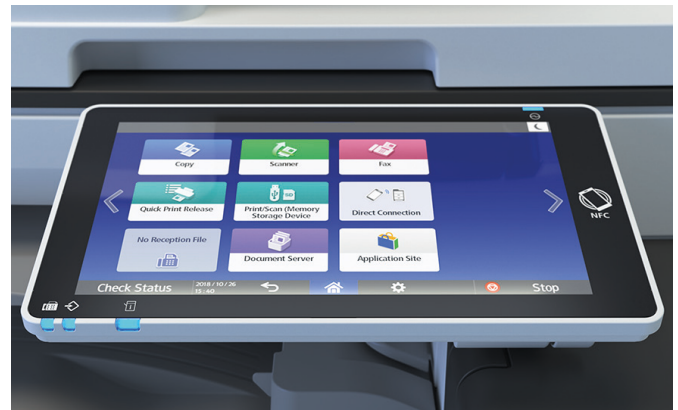 Copy
Scanner
Fax
Quick Print Release
Print/Scan (Memory
Storage Device
Direct Connection
No Reception File
Document Server
Application Site
NFC
Check Status
2018/10/26
15:40
Stop